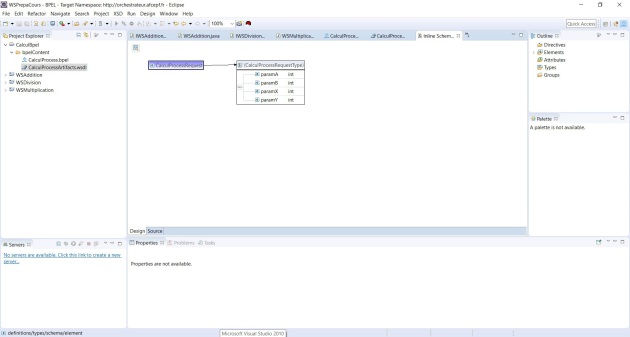 WSPrepaCours - BPEL - Target Namespace: http://orchestrateur.afcepf.fr - Eclipse
File Edit Refactor Navigate Search Project XSD Run Design Window Help
100%
Quick Access
Project Explorer
CalculBpel
bpelContent
CalculProcess.bpel
CalculProcessArtifacts.wsdl
WSAddition
WSDivision
WSMultiplication
IWSAddition... WSAddition.java IWSDivision... WSMultiplica... CalculProce... CalculProce... Inline Schem...
CalculProcessRequest
(CalculProcessRequestType)
paramA int
paramB int
paramX int
paramY int
Design Source
Outline
Directives
Elements
Attributes
Types
Groups
Palette
A palette is not available.
Servers
No servers are available. Click this link to create a new server...
Properties Problems Tasks
Properties are not available.
definitions/types/schema/element
Microsoft Visual Studio 2010